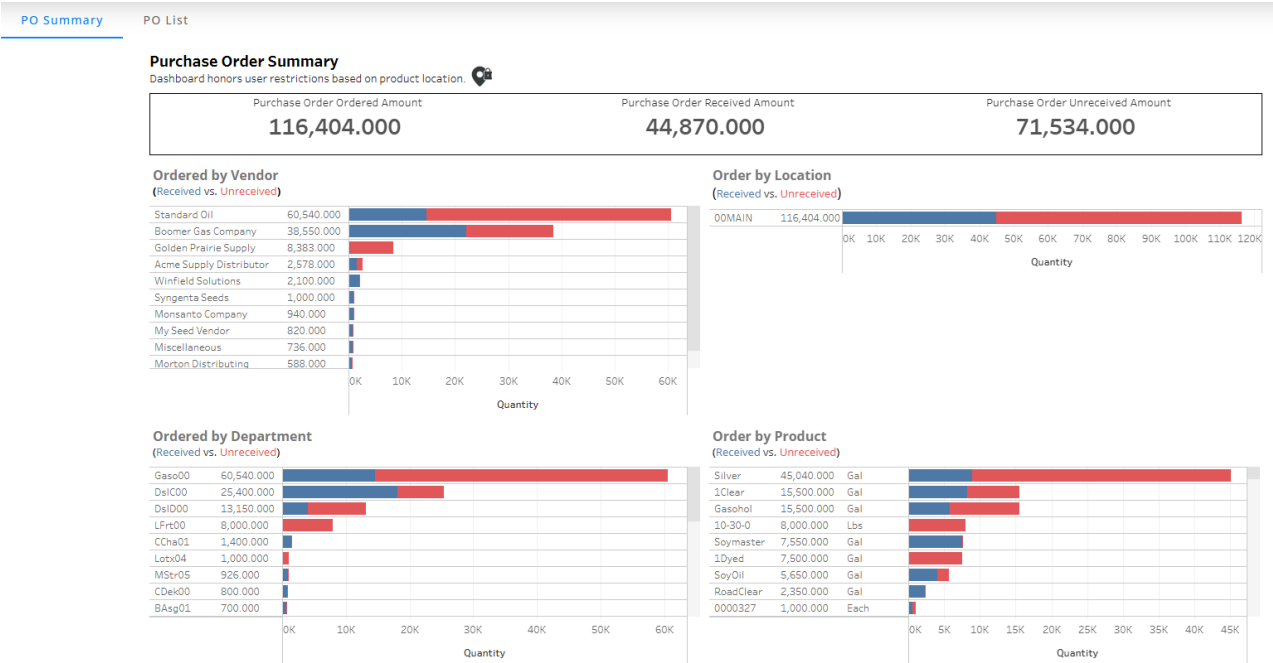 PO Summary PO List
Purchase Order Summary
Dashboard honors user restrictions based on product location.
Purchase Order Ordered Amount Purchase Order Received Amount Purchase Order Unreceived Amount
116,404.000 44,870.000 71,534.000
Ordered by Vendor
(Received vs. Unreceived)
Standard Oil 60,540.000
Boomer Gas Company 38,550.000
Golden Prairie Supply 8,383.000
Acme Supply Distributor 2,578.000
Winfield Solutions 2,100.000
Syngenta Seeds 1,000.000
Monsanto Company 940.000
My Seed Vendor 820.000
Miscellaneous 736.000
Morton Distributing 588.000
0K 10K 20K 30K 40K 50K 60K
Quantity
Order by Location
(Received vs. Unreceived)
00MAIN 116,404.000
0K 10K 20K 30K 40K 50K 60K 70K 80K 90K 100K 110K 120K
Quantity
Ordered by Department
(Received vs. Unreceived)
Gaso00 60,540.000
DslC00 25,400.000
DslD00 13,150.000
LFrt00 8,000.000
CCha01 1,400.000
Lotx04 1,000.000
MStr05 926.000
CDek00 800.000
BAsg01 700.000
0K 10K 20K 30K 40K 50K 60K
Quantity
Order by Product
(Received vs. Unreceived)
Silver 45,040.000 Gal
1Clear 15,500.000 Gal
Gasohol 15,500.000 Gal
10-30-0 8,000.000 Lbs
Soymaster 7,550.000 Gal
1Dyed 7,500.000 Gal
SoyOil 5,650.000 Gal
RoadClear 2,350.000 Gal
0000327 1,000.000 Each
0K 5K 10K 15K 20K 25K 30K 35K 40K 45K
Quantity